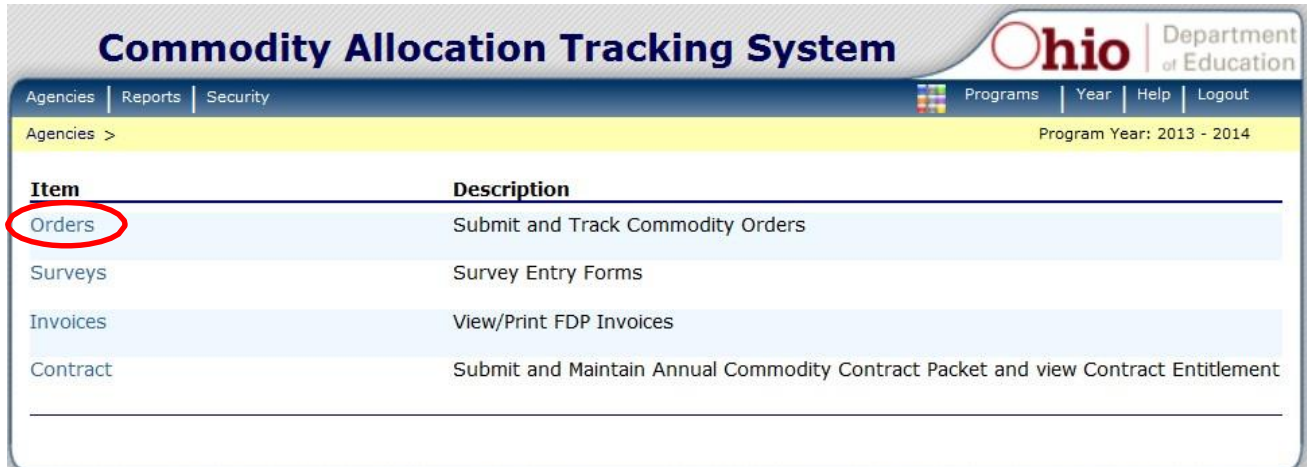 Commodity Allocation Tracking System
Ohio Department of Education
Agencies | Reports | Security Programs | Year | Help | Logout
Agencies > Program Year: 2013 - 2014
Item Description
Orders Submit and Track Commodity Orders
Surveys Survey Entry Forms
Invoices View/Print FDP Invoices
Contract Submit and Maintain Annual Commodity Contract Packet and view Contract Entitlement